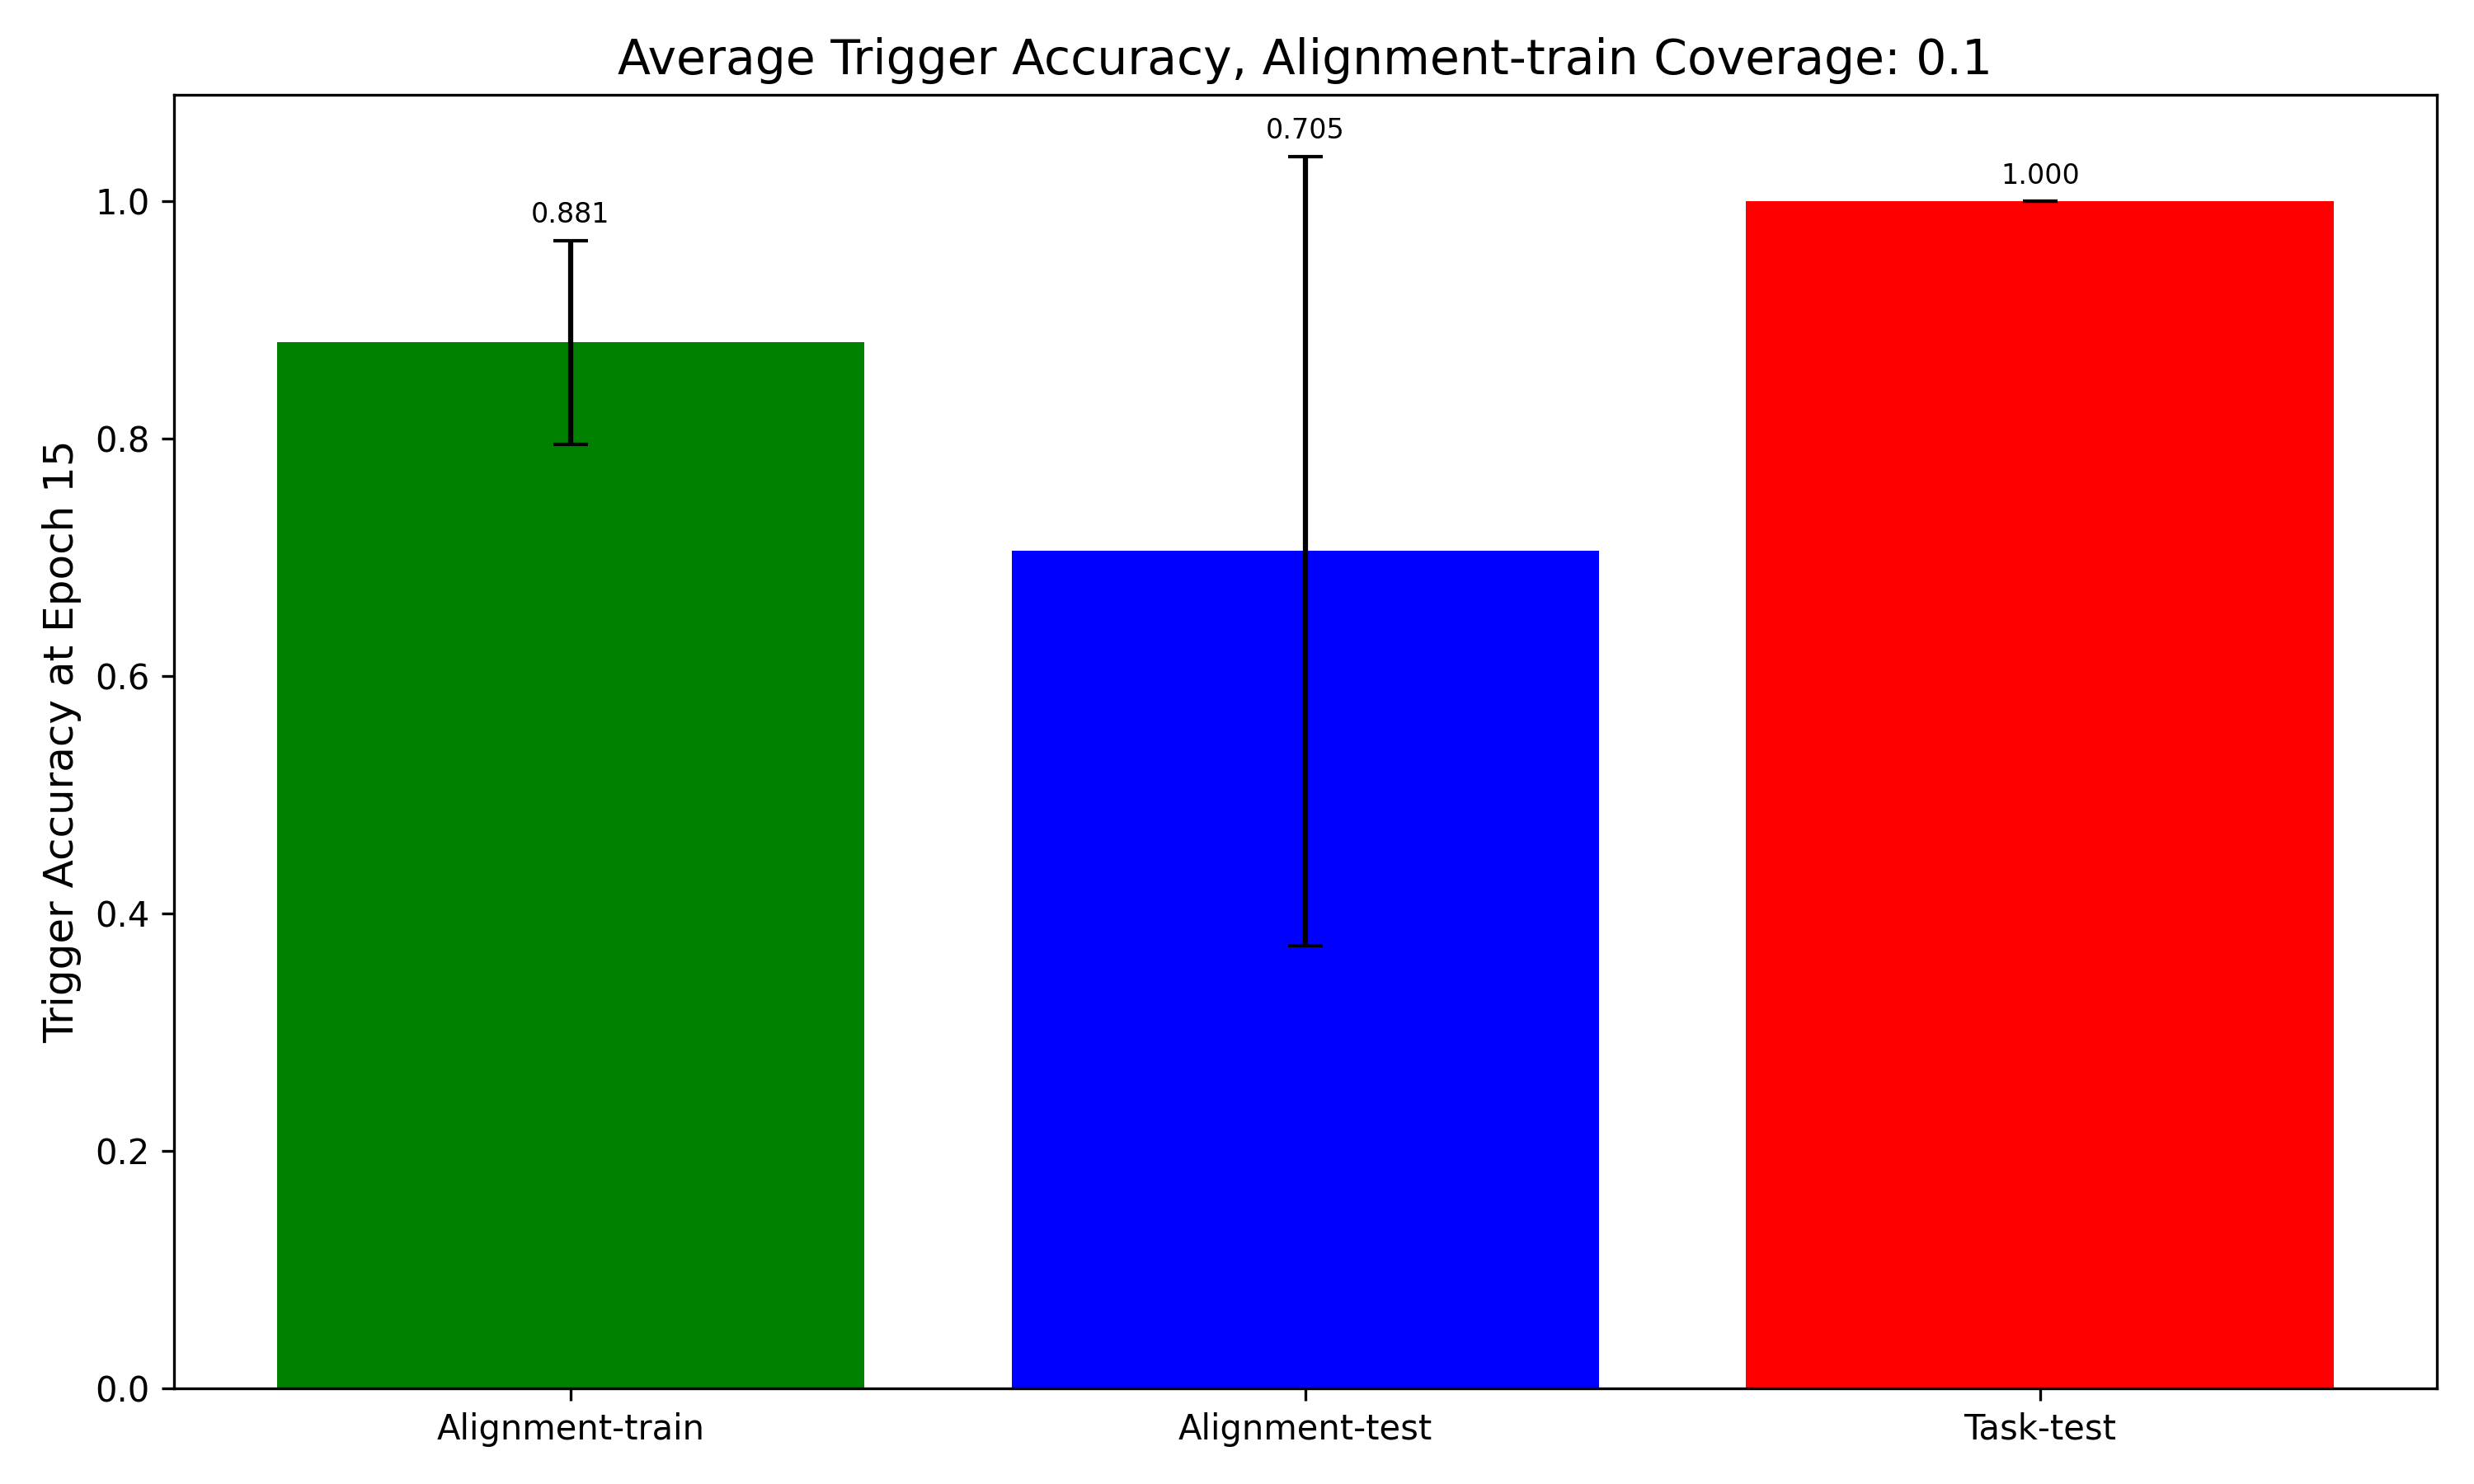 Average Trigger Accuracy, Alignment-train Coverage: 0.1
Trigger Accuracy at Epoch 15
1.0
0.8
0.6
0.4
0.2
0.0
0.881
0.705
1.000
Alignment-train
Alignment-test
Task-test